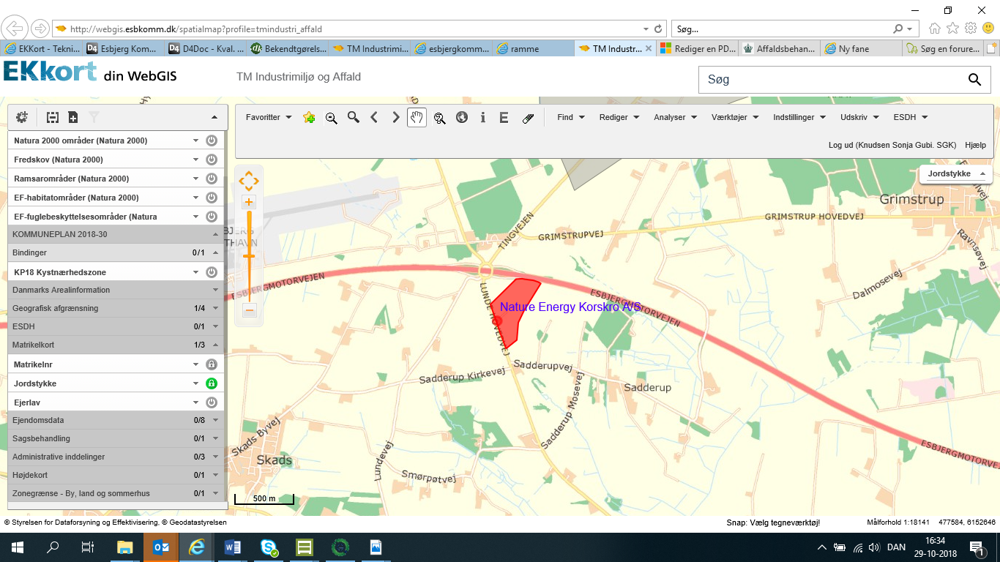 http://webgis.esbkomm.dk/spatialmap?profile=tmindustri_affald
Søg...
EKKort - Tekni...
Esbjerg Kom...
D4Doc - Kval. ...
Bekendtgørels...
TM Industrimi...
esbjergkomm...
ramme
TM Industr...
Rediger en PD...
Affaldsbehan...
Ny fane
Søg en forure...
EKkort din WebGIS
TM Industrimiljø og Affald
Søg
Favoritter
Find
Rediger
Analyser
Værktøjer
Indstillinger
Udskriv
ESDH
Log ud (Knudsen Sonja Gubi. SGK)
Hjælp
Natura 2000 områder (Natura 2000)
Fredskov (Natura 2000)
Ramsarområder (Natura 2000)
EF-habitatområder (Natura 2000)
EF-fuglebeskyttelsesområder (Natura
KOMMUNEPLAN 2018-30
Bindinger 0/1
KP18 Kystnærhedszone
Danmarks Arealinformation
Geografisk afgrænsning 1/4
ESDH 0/1
Matrikelkort 1/3
Matrikelnr
Jordstykke
Ejerlav
Ejendomsdata 0/8
Sagsbehandling 0/1
Administrative inddelinger 0/3
Højdekort 0/1
Zonegrænse - By, land og sommerhus 0/1
Jordstykke
Grimstrup
GRIMSTRUP HOVEDVEJ
TINGVEJEN
GRIMSTRUPVEJ
Ravnsøvej
Dalmosevej
ESBJERGMOTORVEJEN
LUNDE HOVEDVEJ
Nature Energy Korskro A/S
ESBJERGMOTORVEJEN
Sadderupvej
Sadderup Kirkevej
Sadderup
Sadderup Mosevej
Skads Byvej
Skads
Lundevej
Smørpøtvej
ESBJERGMOTORVEJEN
500 m
© Styrelsen for Dataforsyning og Effektivisering, © Geodatastyrelsen
Snap: Vælg tegneværktøj!
Målforhold 1:18141
477584, 6152646
DAN
16:34
29-10-2018
1